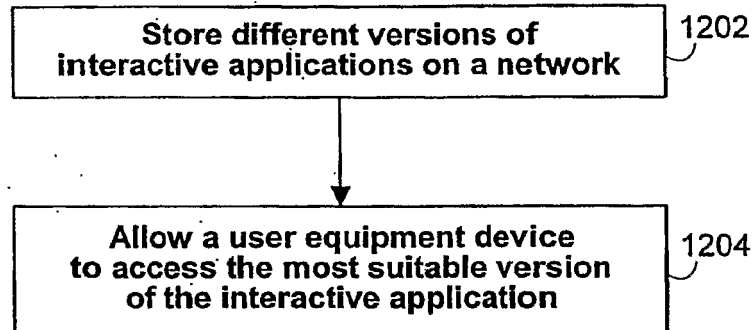 Store different versions of
interactive applications on a network
1202
Allow a user equipment device
to access the most suitable version
of the interactive application
1204